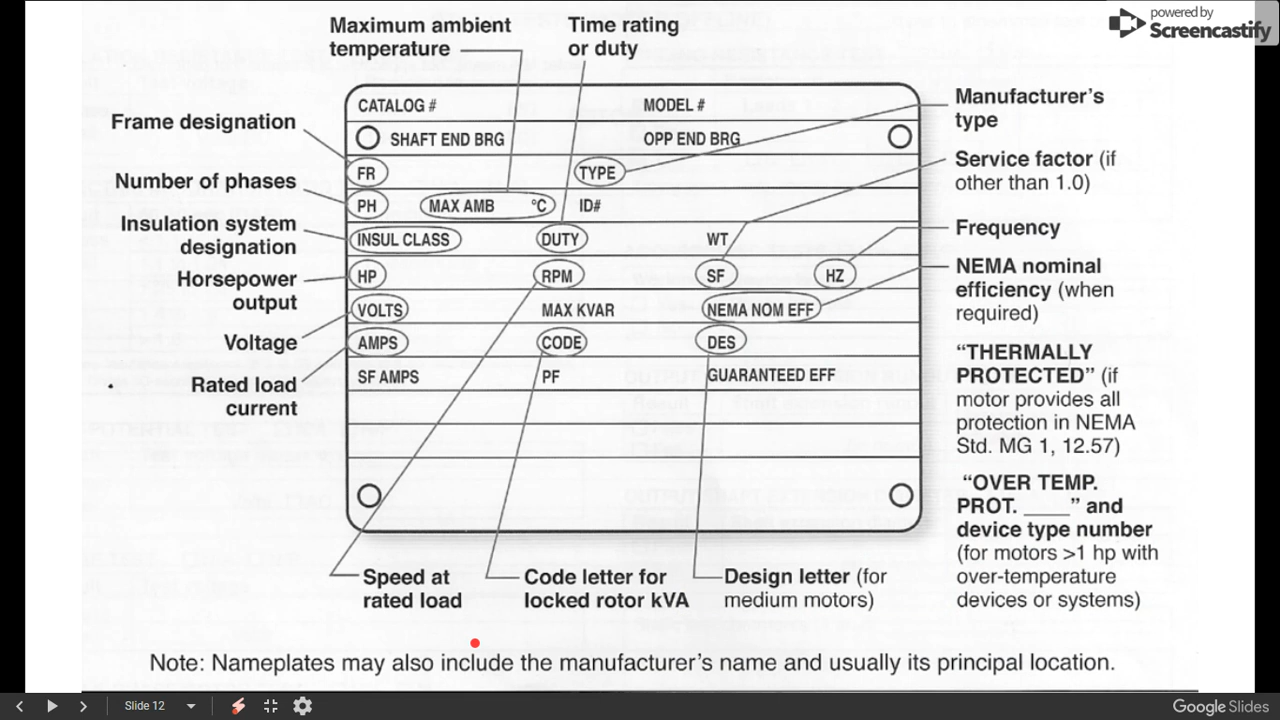 Maximum ambient
temperature
Time rating
or duty
powered by
Screencastify
CATALOG #
MODEL #
Manufacturer's
type
Frame designation
SHAFT END BRG
OPP END BRG
Service factor (if
other than 1.0)
FR
TYPE
Number of phases
PH
MAX AMB °C
ID#
Insulation system
designation
INSUL CLASS
DUTY
WT
Frequency
Horsepower
output
HP
RPM
SF
HZ
NEMA nominal
efficiency (when
required)
VOLTS
MAX KVAR
NEMA NOM EFF
Voltage
AMPS
CODE
DES
Rated load
current
SF AMPS
PF
GUARANTEED EFF
“THERMALLY
PROTECTED” (if
motor provides all
protection in NEMA
Std. MG 1, 12.57)
“OVER TEMP.
PROT. ____” and
device type number
(for motors >1 hp with
over-temperature
devices or systems)
Speed at
rated load
Code letter for
locked rotor kVA
Design letter (for
medium motors)
Note: Nameplates may also include the manufacturer's name and usually its principal location.
Slide 12
Google Slides